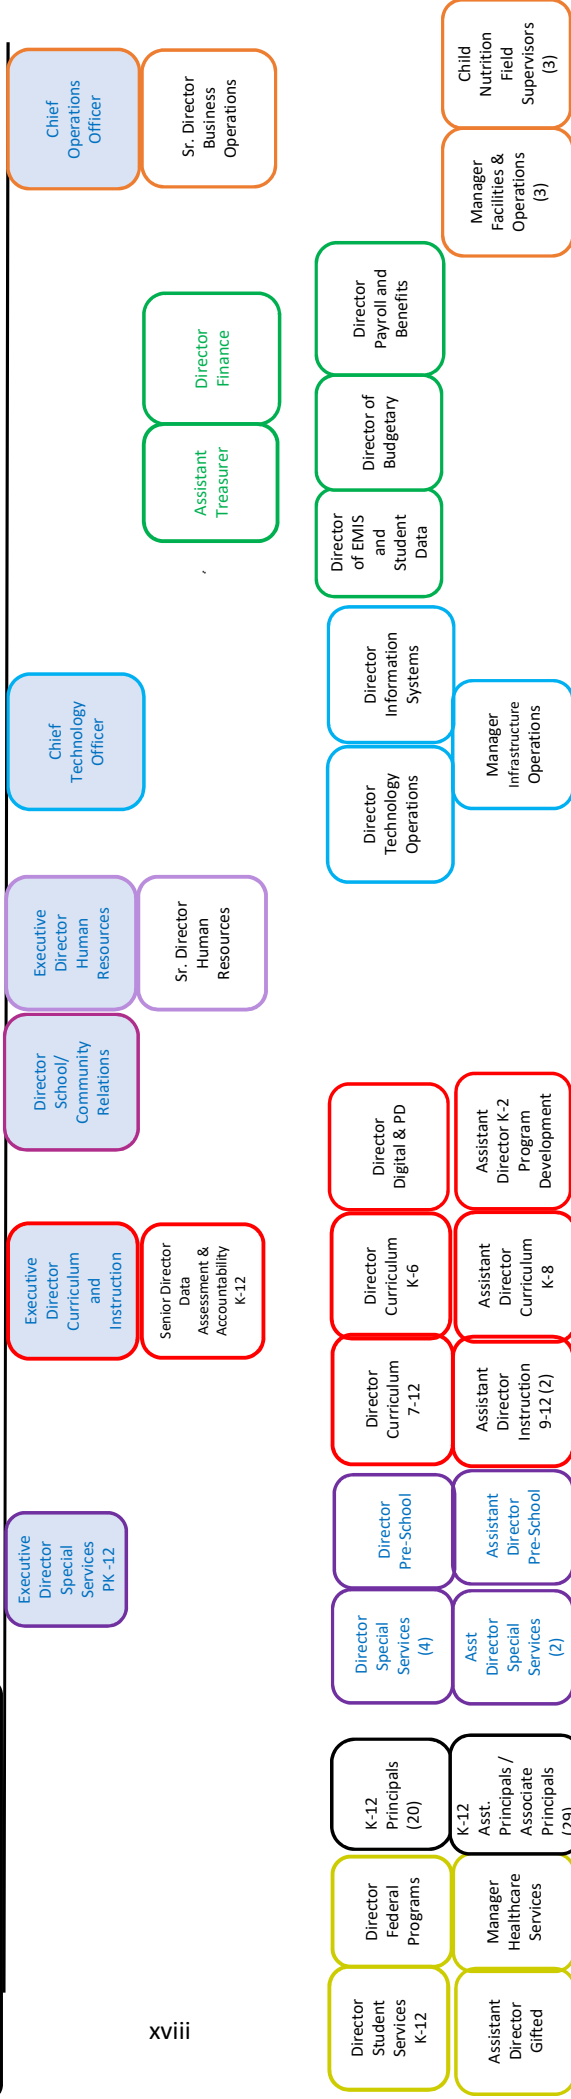 Executive
Director
Special
Services
PK -12
Executive
Director
Curriculum
and
Instruction
Director
School/
Community
Relations
Executive
Director
Human
Resources
Chief
Technology
Officer
Chief
Operations
Officer
Senior Director
Data
Assessment &
Accountability
K-12
Sr. Director
Human
Resources
Assistant
Treasurer
Director
Finance
Sr. Director
Business
Operations
Director
Student
Services
K-12
Director
Federal
Programs
K-12
Principals
(20)
Director
Special
Services
(4)
Director
Pre-School
Director
Curriculum
7-12
Director
Curriculum
K-6
Director
Digital & PD
Director
Technology
Operations
Director
Information
Systems
Director
of EMIS
and
Student
Data
Director of
Budgetary
Director
Payroll and
Benefits
Assistant
Director
Gifted
Manager
Healthcare
Services
K-12
Asst.
Principals /
Associate
Principals
(29)
Asst
Director
Special
Services
(2)
Assistant
Director
Pre-School
Assistant
Director
Instruction
9-12 (2)
Assistant
Director
Curriculum
K-8
Assistant
Director K-2
Program
Development
Manager
Infrastructure
Operations
Manager
Facilities &
Operations
(3)
Child
Nutrition
Field
Supervisors
(3)
xviii